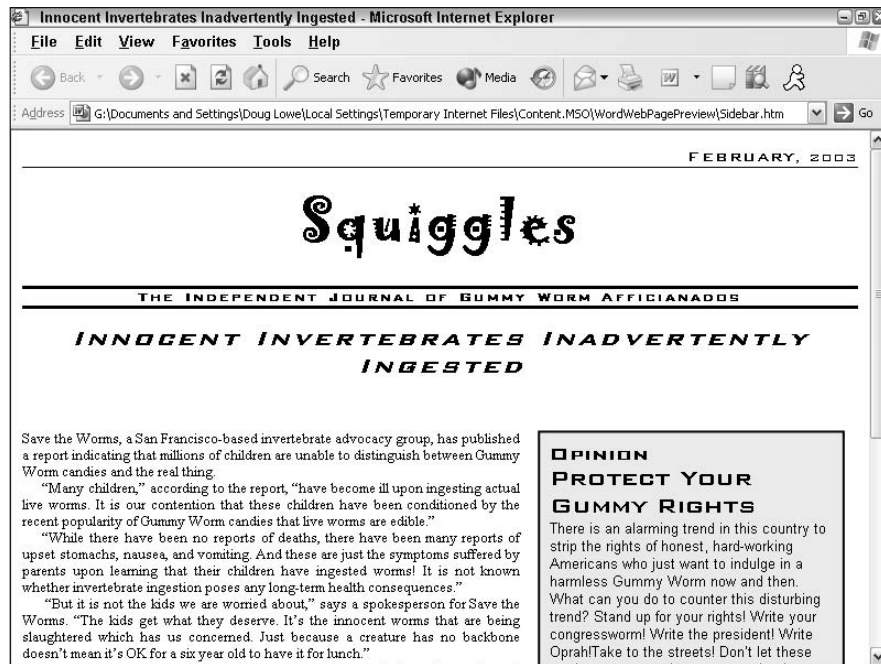 Innocent Invertebrates Inadvertently Ingested - Microsoft Internet Explorer
File Edit View Favorites Tools Help
Back Search Favorites Media
Address G:\Documents and Settings\Doug Lowe\Local Settings\Temporary Internet Files\Content.MSO\WordWebPagePreview\Sidebar.htm Go
February, 2003
Squiggles
The Independent Journal of Gummy Worm Afficianados
Innocent Invertebrates Inadvertently
Ingested
Save the Worms, a San Francisco-based invertebrate advocacy group, has published
a report indicating that millions of children are unable to distinguish between Gummy
Worm candies and the real thing.
“Many children,” according to the report, “have become ill upon ingesting actual
live worms. It is our contention that these children have been conditioned by the
recent popularity of Gummy Worm candies that live worms are edible.”
“While there have been no reports of deaths, there have been many reports of
upset stomachs, nausea, and vomiting. And these are just the symptoms suffered by
parents upon learning that their children have ingested worms! It is not known
whether invertebrate ingestion poses any long-term health consequences.”
“But it is not the kids we are worried about,” says a spokesperson for Save the
Worms. “The kids get what they deserve. It’s the innocent worms that are being
slaughtered which has us concerned. Just because a creature has no backbone
doesn’t mean it’s OK for a six year old to have it for lunch.”
Opinion
Protect Your
Gummy Rights
There is an alarming trend in this country to
strip the rights of honest, hard-working
Americans who just want to indulge in a
harmless Gummy Worm now and then.
What can you do to counter this disturbing
trend? Stand up for your rights! Write your
congressworm! Write the president! Write
Oprah!Take to the streets! Don't let these